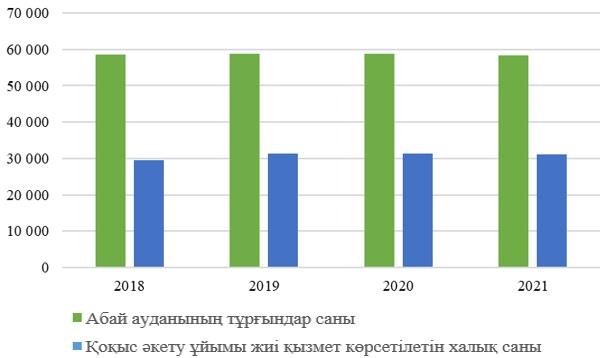 70 000
60 000
50 000
40 000
30 000
20 000
10 000
0
2018 2019 2020 2021
Абай ауданының тұрғындар саны
Қоқыс әкету ұйымы жиі қызмет көрсетілетін халық саны